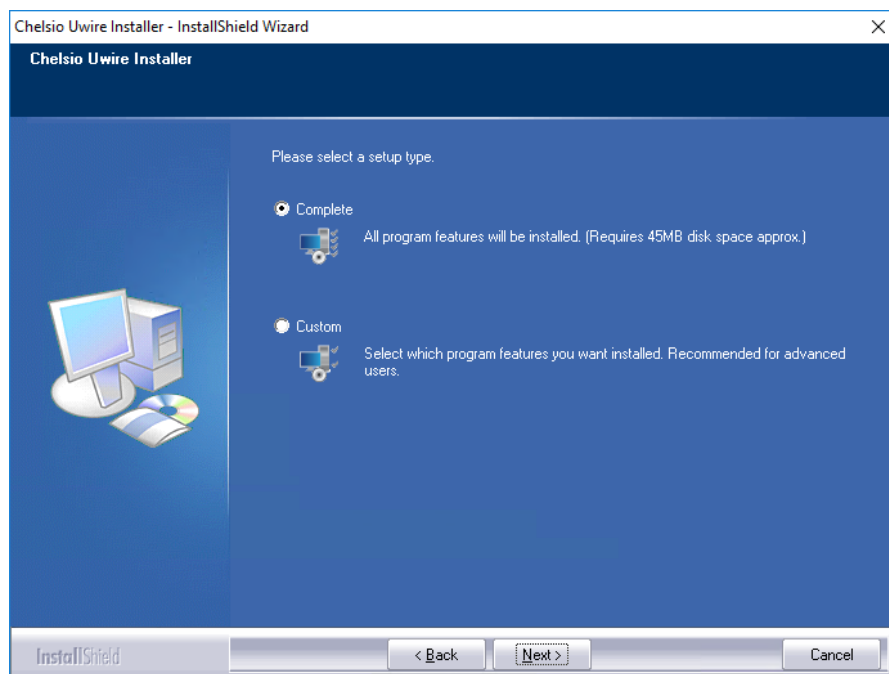 Chelsio Uwire Installer - InstallShield Wizard
Chelsio Uwire Installer
Please select a setup type.
Complete
All program features will be installed. (Requires 45MB disk space approx.)
Custom
Select which program features you want installed. Recommended for advanced
users.
InstallShield
< Back
Next >
Cancel